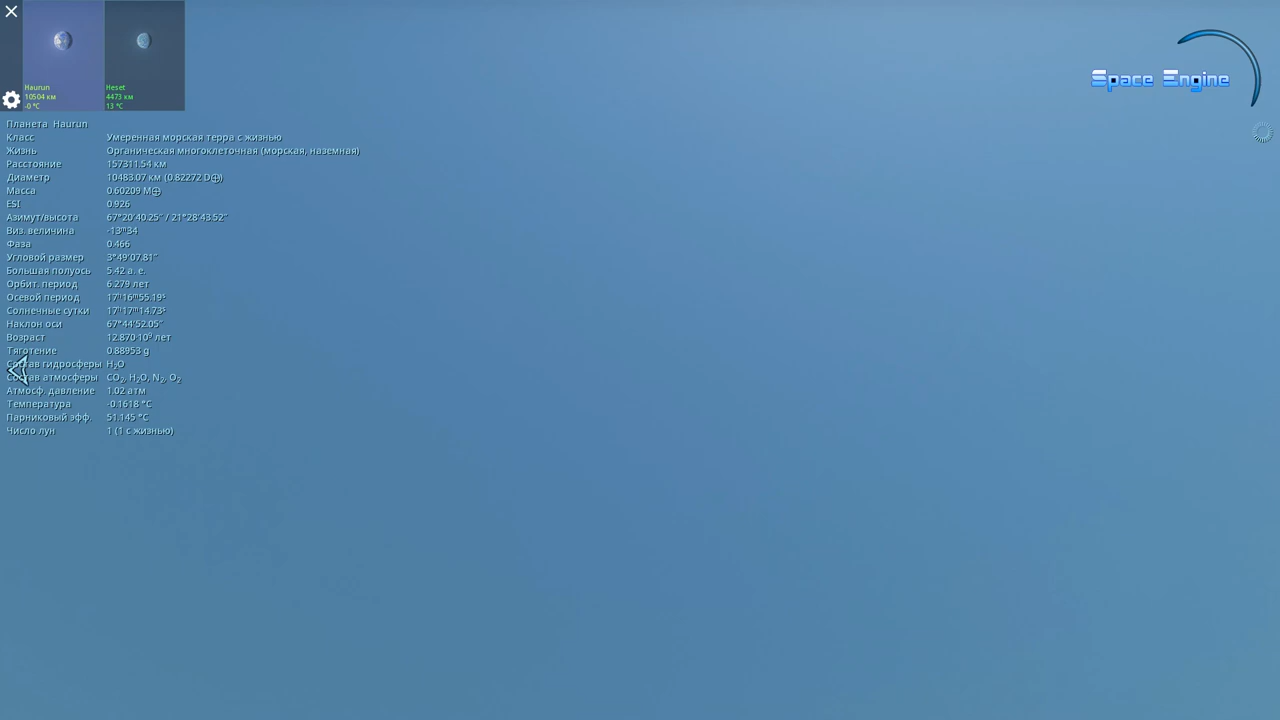 Haurun
10504 км
-0 °C
Heset
4473 км
13 °C
Space Engine
Планета Haurun
Класс Умеренная морская терра с жизнью
Жизнь Органическая многоклеточная (морская, наземная)
Расстояние 157311.54 км
Диаметр 10483.07 км (0.82272 D⊕)
Масса 0.60209 M⊕
ESI 0.926
Азимут/высота 67°20'40.25" / 21°28'43.52"
Виз. величина -13ᵐ34
Фаза 0.466
Угловой размер 3°49'07.81"
Большая полуось 5.42 а. е.
Орбит. период 6.279 лет
Осевой период 17ʰ16ᵐ55.19ˢ
Солнечные сутки 17ʰ17ᵐ14.73ˢ
Наклон оси 67°44'52.05"
Возраст 12.870·10⁹ лет
Тяготение 0.88953 g
Состав гидросферы H₂O
Состав атмосферы CO₂, H₂O, N₂, O₂
Атмосф. давление 1.02 атм
Температура -0.1618 °C
Парниковый эфф. 51.145 °C
Число лун 1 (1 с жизнью)